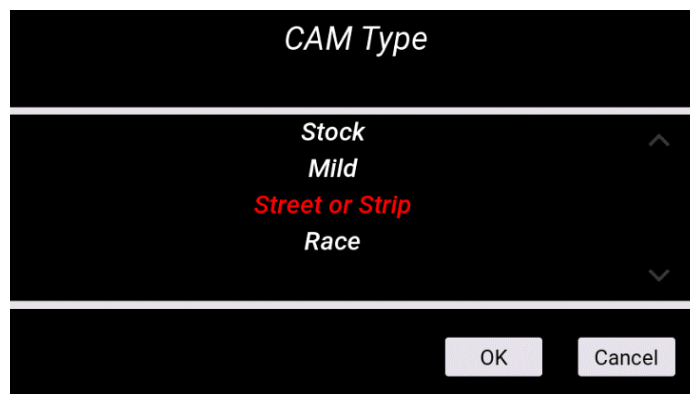 CAM Type
Stock
Mild
Street or Strip
Race
OK Cancel